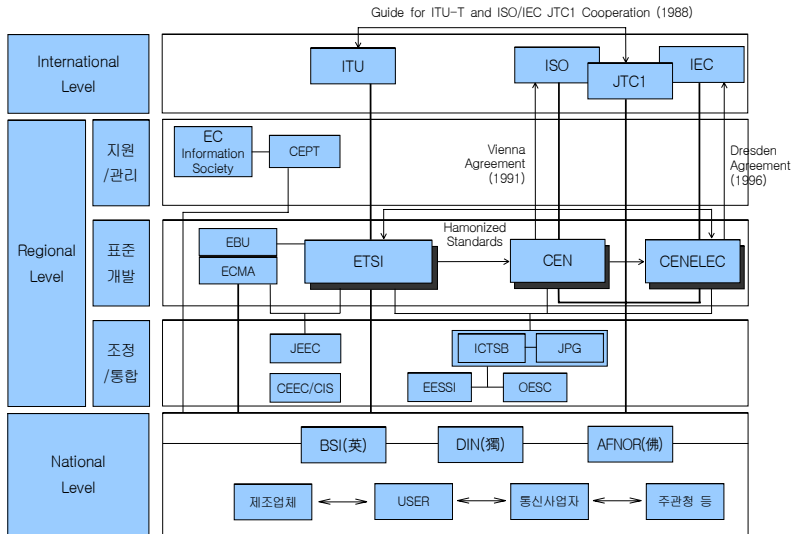 Guide for ITU-T and ISO/IEC JTC1 Cooperation (1988)
International
Level
ITU
ISO
JTC1
IEC
Regional
Level
지원
/관리
EC
Information
Society
CEPT
Vienna
Agreement
(1991)
Dresden
Agreement
(1996)
표준
개발
EBU
ECMA
ETSI
Hamonized
Standards
CEN
CENELEC
조정
/통합
JEEC
CEEC/CIS
ICTSB
JPG
EESSI
OESC
National
Level
BSI(英)
DIN(獨)
AFNOR(佛)
제조업체
USER
통신사업자
주관청 등